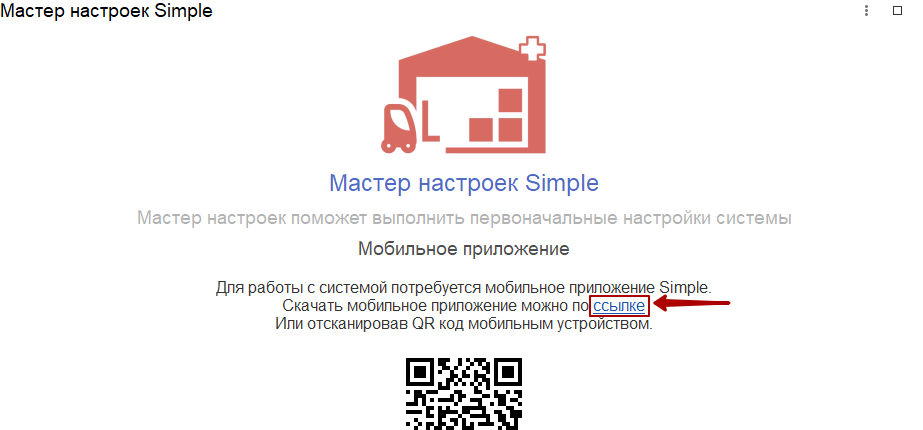 Мастер настроек Simple
Мастер настроек Simple
Мастер настроек поможет выполнить первоначальные настройки системы
Мобильное приложение
Для работы с системой потребуется мобильное приложение Simple.
Скачать мобильное приложение можно по ссылке
Или отсканировав QR код мобильным устройством.